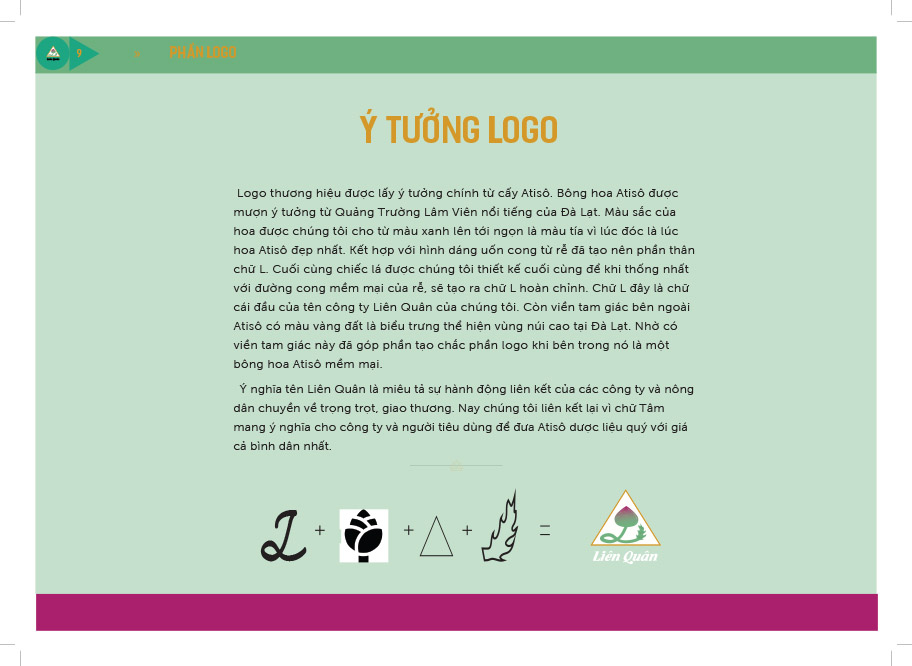 9
PHẦN LOGO
Ý TƯỞNG LOGO
Logo thương hiệu được lấy ý tưởng chính từ cấy Atisô. Bông hoa Atisô được
mượn ý tưởng từ Quảng Trường Lâm Viên nổi tiếng của Đà Lạt. Màu sắc của
hoa được chúng tôi cho từ màu xanh lên tới ngọn là màu tía vì lúc đóc là lúc
hoa Atisô đẹp nhất. Kết hợp với hình dáng uốn cong từ rễ đã tạo nên phần thân
chữ L. Cuối cùng chiếc lá được chúng tôi thiết kế cuối cùng để khi thống nhất
với đường cong mềm mại của rễ, sẽ tạo ra chữ L hoàn chỉnh. Chữ L đây là chữ
cái đầu của tên công ty Liên Quân của chúng tôi. Còn viền tam giác bên ngoài
Atisô có màu vàng đất là biểu trưng thể hiện vùng núi cao tại Đà Lạt. Nhờ có
viền tam giác này đã góp phần tạo chắc phần logo khi bên trong nó là một
bông hoa Atisô mềm mại.
Ý nghĩa tên Liên Quân là miêu tả sự hành động liên kết của các công ty và nông
dân chuyền về trọng trọt, giao thương. Nay chúng tôi liên kết lại vì chữ Tâm
mang ý nghĩa cho công ty và người tiêu dùng để đưa Atisô dược liệu quý với giá
cả bình dân nhất.
L + + + =
Liên Quân